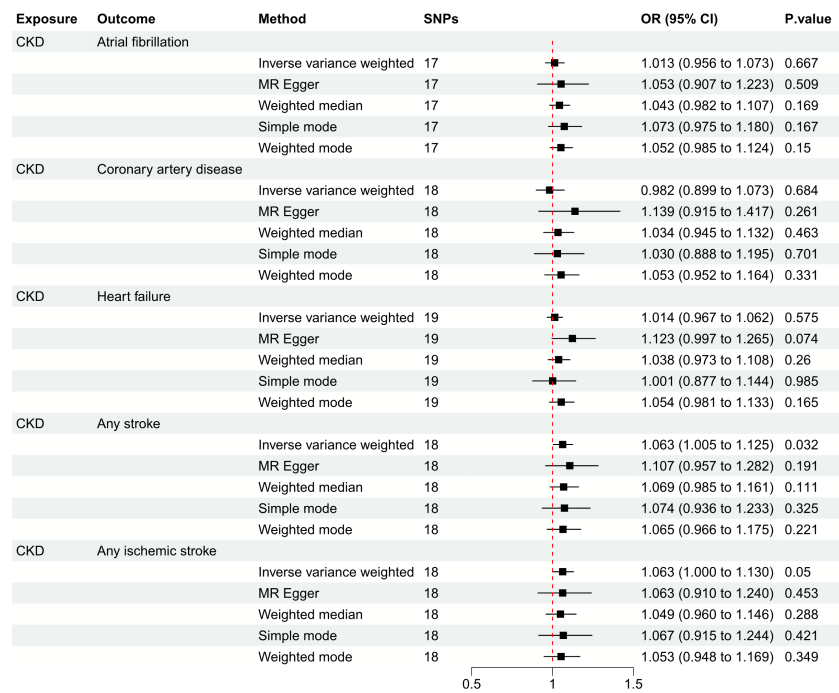 Exposure Outcome Method SNPs OR (95% CI) P.value
CKD Atrial fibrillation
Inverse variance weighted 17 1.013 (0.956 to 1.073) 0.667
MR Egger 17 1.053 (0.907 to 1.223) 0.509
Weighted median 17 1.043 (0.982 to 1.107) 0.169
Simple mode 17 1.073 (0.975 to 1.180) 0.167
Weighted mode 17 1.052 (0.985 to 1.124) 0.15
CKD Coronary artery disease
Inverse variance weighted 18 0.982 (0.899 to 1.073) 0.684
MR Egger 18 1.139 (0.915 to 1.417) 0.261
Weighted median 18 1.034 (0.945 to 1.132) 0.463
Simple mode 18 1.030 (0.888 to 1.195) 0.701
Weighted mode 18 1.053 (0.952 to 1.164) 0.331
CKD Heart failure
Inverse variance weighted 19 1.014 (0.967 to 1.062) 0.575
MR Egger 19 1.123 (0.997 to 1.265) 0.074
Weighted median 19 1.038 (0.973 to 1.108) 0.26
Simple mode 19 1.001 (0.877 to 1.144) 0.985
Weighted mode 19 1.054 (0.981 to 1.133) 0.165
CKD Any stroke
Inverse variance weighted 18 1.063 (1.005 to 1.125) 0.032
MR Egger 18 1.107 (0.957 to 1.282) 0.191
Weighted median 18 1.069 (0.985 to 1.161) 0.111
Simple mode 18 1.074 (0.936 to 1.233) 0.325
Weighted mode 18 1.065 (0.966 to 1.175) 0.221
CKD Any ischemic stroke
Inverse variance weighted 18 1.063 (1.000 to 1.130) 0.05
MR Egger 18 1.063 (0.910 to 1.240) 0.453
Weighted median 18 1.049 (0.960 to 1.146) 0.288
Simple mode 18 1.067 (0.915 to 1.244) 0.421
Weighted mode 18 1.053 (0.948 to 1.169) 0.349
0.5 1 1.5